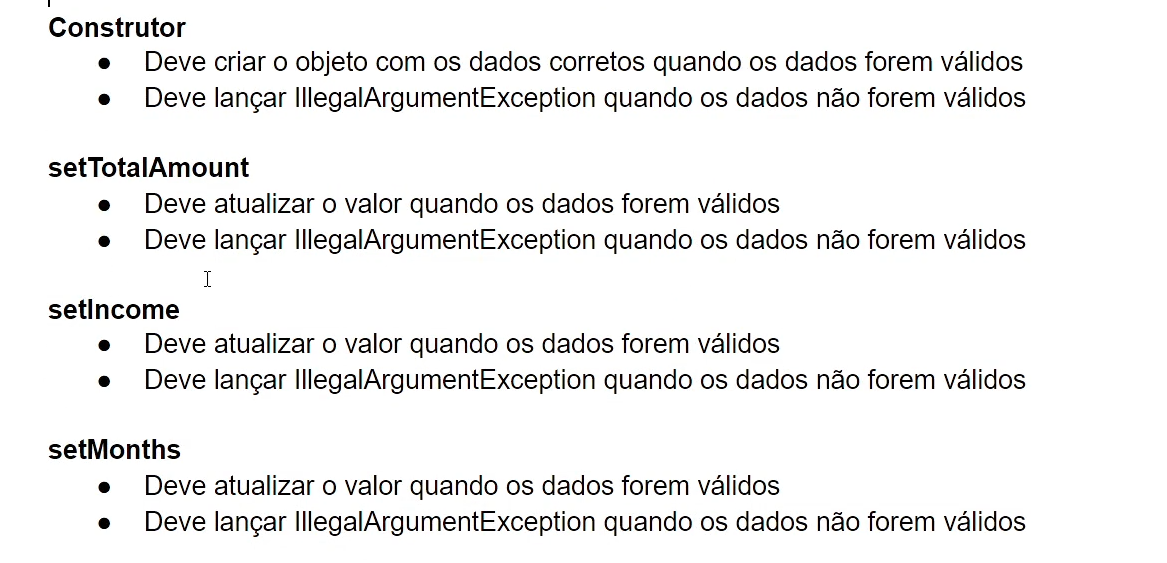 Construtor
● Deve criar o objeto com os dados corretos quando os dados forem válidos
● Deve lançar IllegalArgumentException quando os dados não forem válidos
setTotalAmount
● Deve atualizar o valor quando os dados forem válidos
● Deve lançar IllegalArgumentException quando os dados não forem válidos
setIncome
● Deve atualizar o valor quando os dados forem válidos
● Deve lançar IllegalArgumentException quando os dados não forem válidos
setMonths
● Deve atualizar o valor quando os dados forem válidos
● Deve lançar IllegalArgumentException quando os dados não forem válidos